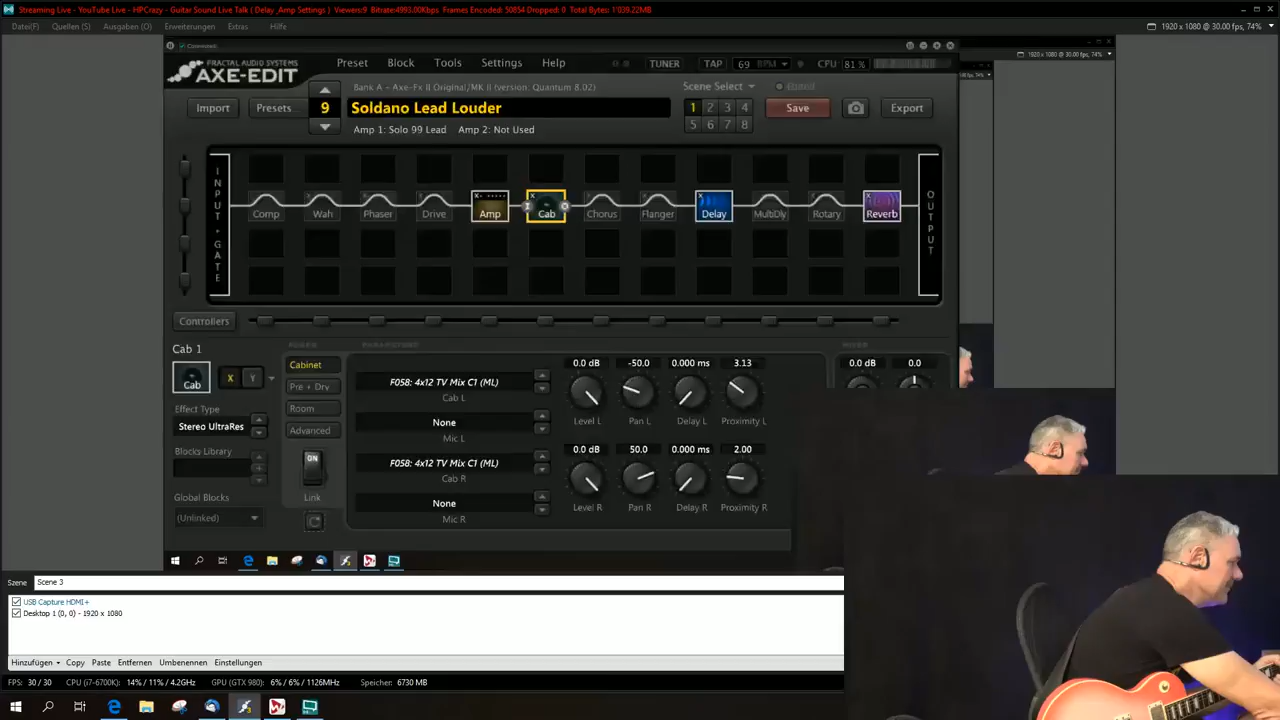 Streaming Live - YouTube Live - HPCrazy - Guitar Sound Live Talk ( Delay_Amp Settings ) Viewers:9 Bitrate:4993.00Kbps Frames Encoded: 50854 Dropped: 0 Total Bytes: 1'039.22MB
Datei(F) Quellen (S) Ausgaben (O) Erweiterungen Extras Hilfe 1920 x 1080 @ 30.00 fps, 74%
1920 x 1080 @ 30.00 fps, 74%
FRACTAL AUDIO SYSTEMS
AXE-EDIT
Preset Block Tools Settings Help TUNER TAP 69 BPM CPU 81 %
Bank A - Axe-Fx II Original/MK II (version: Quantum 8.02) Scene Select
Import Presets 9 Soldano Lead Louder 1 2 3 4 Save Export
Amp 1: Solo 99 Lead Amp 2: Not Used 5 6 7 8
INPUT • GATE
Comp Wah Phaser Drive Amp Cab Chorus Flanger Delay MultDly Rotary Reverb
OUTPUT
Controllers
Cab 1
Cab X Y
Effect Type
Stereo UltraRes
Blocks Library
Global Blocks
(Unlinked)
Cabinet
Pre + Dry
Room
Advanced
ON
Link
F058: 4x12 TV Mix C1 (ML)
Cab L
None
Mic L
F058: 4x12 TV Mix C1 (ML)
Cab R
None
Mic R
0.0 dB -50.0 0.000 ms 3.13 0.0 dB 0.0
Level L Pan L Delay L Proximity L
0.0 dB 50.0 0.000 ms 2.00
Level R Pan R Delay R Proximity R
Szene Scene 3
USB Capture HDMI+
Desktop 1 (0, 0) - 1920 x 1080
Hinzufügen Copy Paste Entfernen Umbenennen Einstellungen
FPS: 30 / 30 CPU (i7-6700K) 14% / 11% / 4.2GHz GPU (GTX 980): 6% / 6% / 1126MHz Speicher: 6730 MB